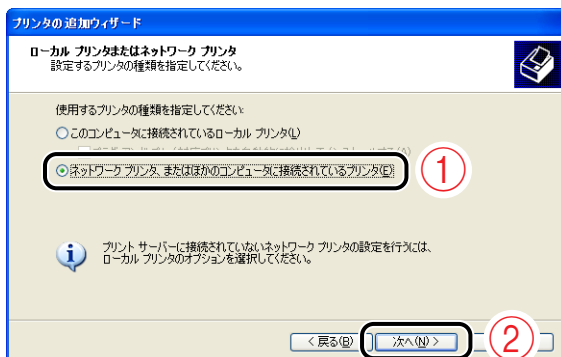 プリンタの追加ウィザード
ローカル プリンタまたはネットワーク プリンタ
設定するプリンタの種類を指定してください。
使用するプリンタの種類を指定してください:
このコンピュータに接続されているローカル プリンタ(L)
ネットワーク プリンタ、またはほかのコンピュータに接続されているプリンタ(E)
①
プリント サーバーに接続されていないネットワーク プリンタの設定を行うには、
ローカル プリンタのオプションを選択してください。
< 戻る(B)
次へ(N) >
②